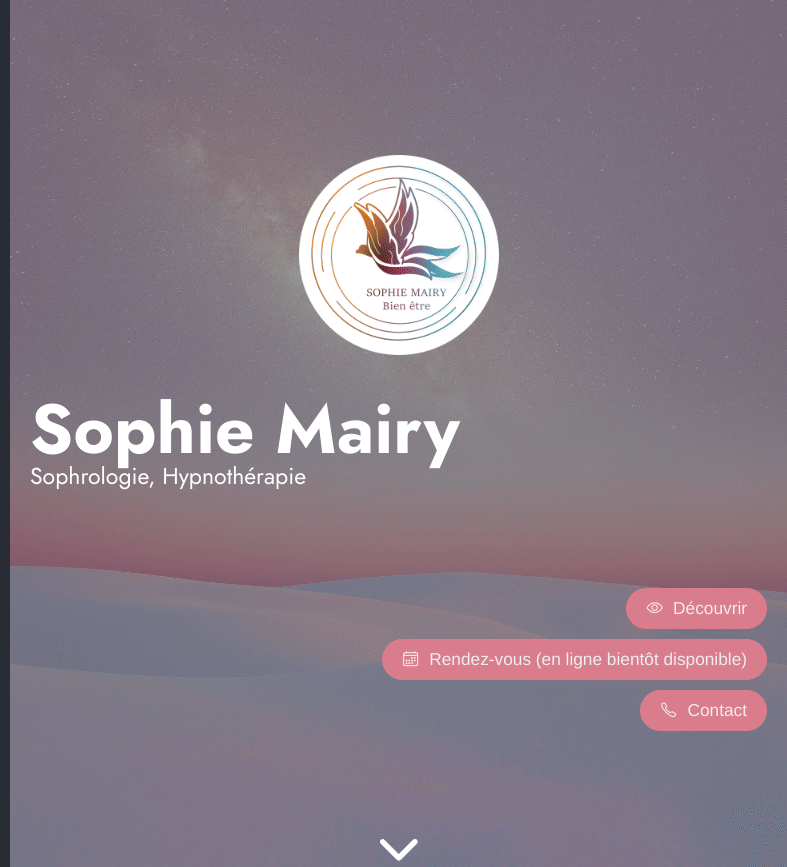 SOPHIE MAIRY
Bien être
Sophie Mairy
Sophrologie, Hypnothérapie
Découvrir
Rendez-vous (en ligne bientôt disponible)
Contact